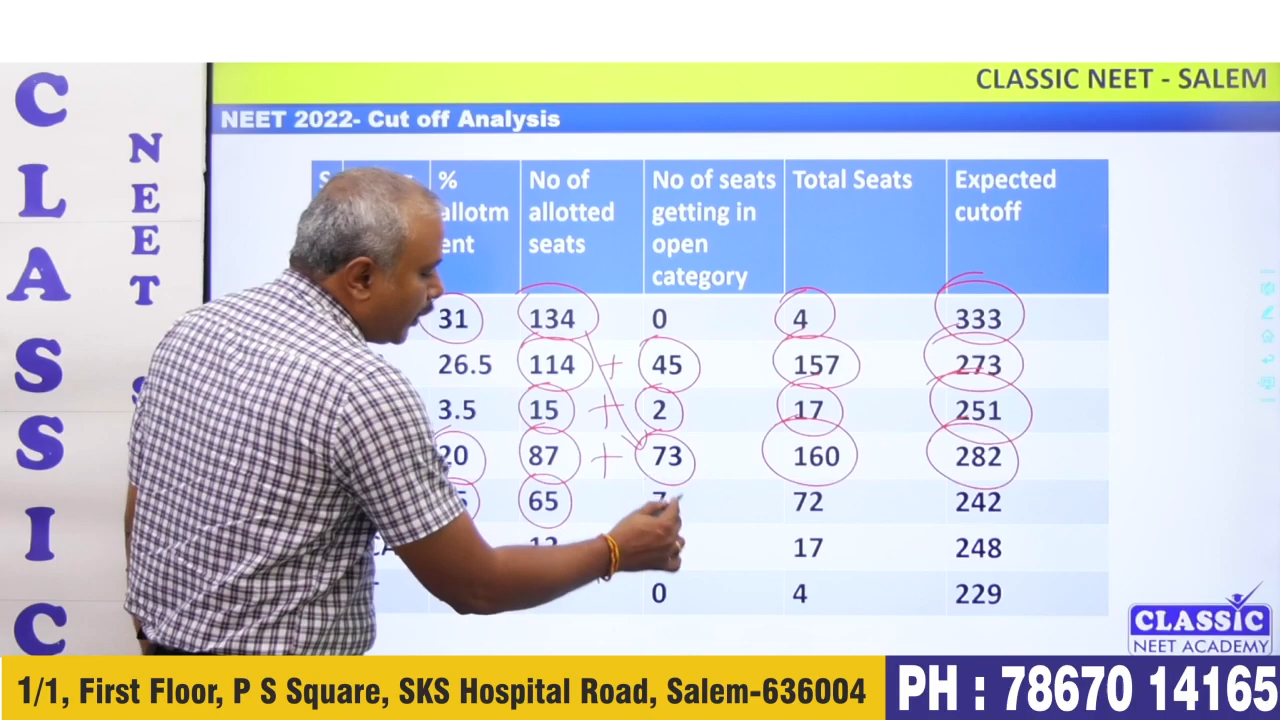 CLASSIC
NEET
CLASSIC NEET - SALEM
NEET 2022- Cut off Analysis
% allotm ent
No of allotted seats
No of seats getting in open category
Total Seats
Expected cutoff
31 134 0 4 333
26.5 114 + 45 157 273
3.5 15 + 2 17 251
20 87 + 73 160 282
65 72 242
17 248
0 4 229
CLASSIC
NEET ACADEMY
1/1, First Floor, P S Square, SKS Hospital Road, Salem-636004
PH : 78670 14165